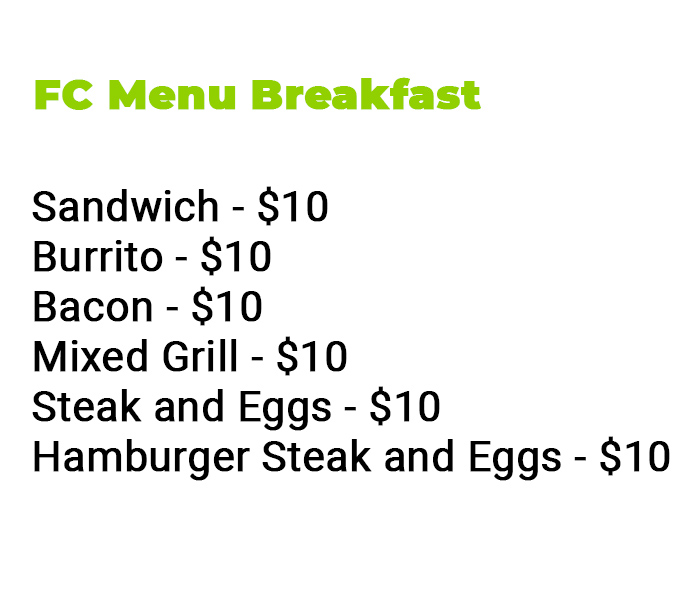 FC Menu Breakfast
Sandwich - $10
Burrito - $10
Bacon - $10
Mixed Grill - $10
Steak and Eggs - $10
Hamburger Steak and Eggs - $10